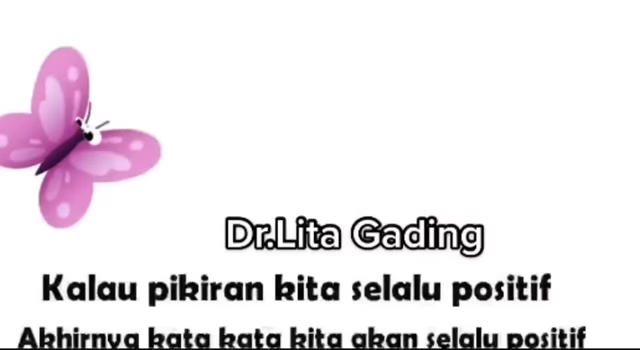 Dr.Lita Gading
Kalau pikiran kita selalu positif
Akhirnya kata kata kita akan selalu positif